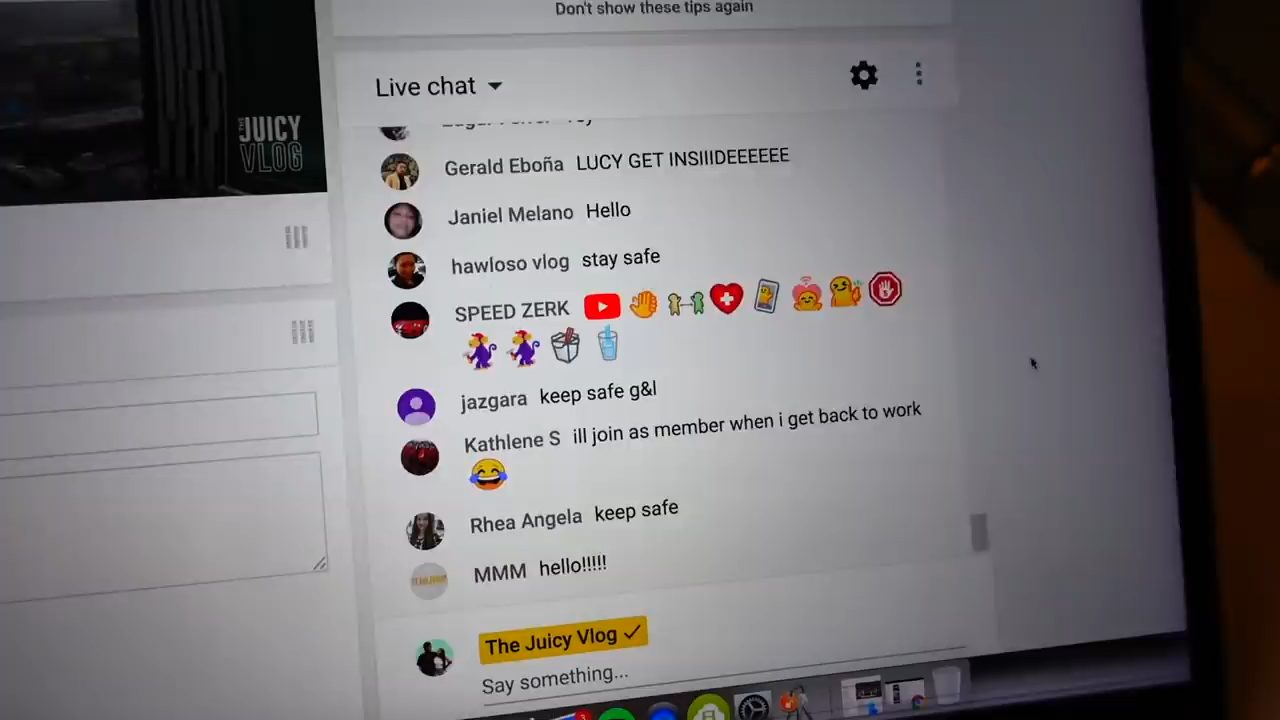 Don't show these tips again
Live chat
THE
JUICY
VLOG
Gerald Eboña LUCY GET INSIIIDEEEEEE
Janiel Melano Hello
hawloso vlog stay safe
SPEED ZERK
jazgara keep safe g&l
Kathlene S ill join as member when i get back to work
Rhea Angela keep safe
MMM hello!!!!!
The Juicy Vlog
Say something...
3